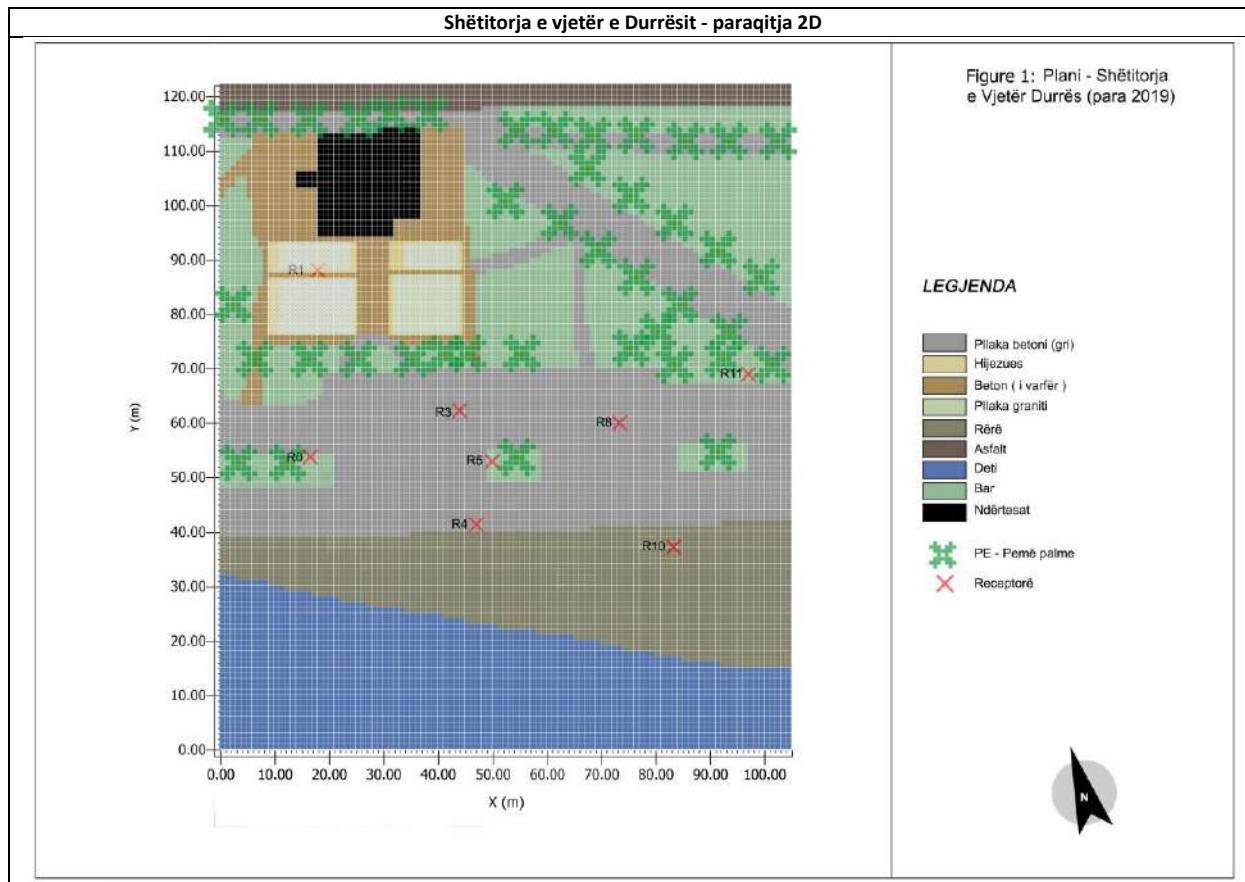 Shëtitorja e vjetër e Durrësit - paraqitja 2D
Figure 1: Plani - Shëtitorja
e Vjetër Durrës (para 2019)
120.00
110.00
100.00
90.00
80.00
70.00
60.00
50.00
40.00
30.00
20.00
10.00
0.00
Y (m)
0.00 10.00 20.00 30.00 40.00 50.00 60.00 70.00 80.00 90.00 100.00
X (m)
R1
R11
R3
R8
R9
R5
R4
R10
LEGJENDA
Pllaka betoni (gri)
Hijezues
Beton ( i varfër )
Pllaka graniti
Rërë
Asfalt
Deti
Bar
Ndërtesat
PE - Pemë palme
Receptorë
N